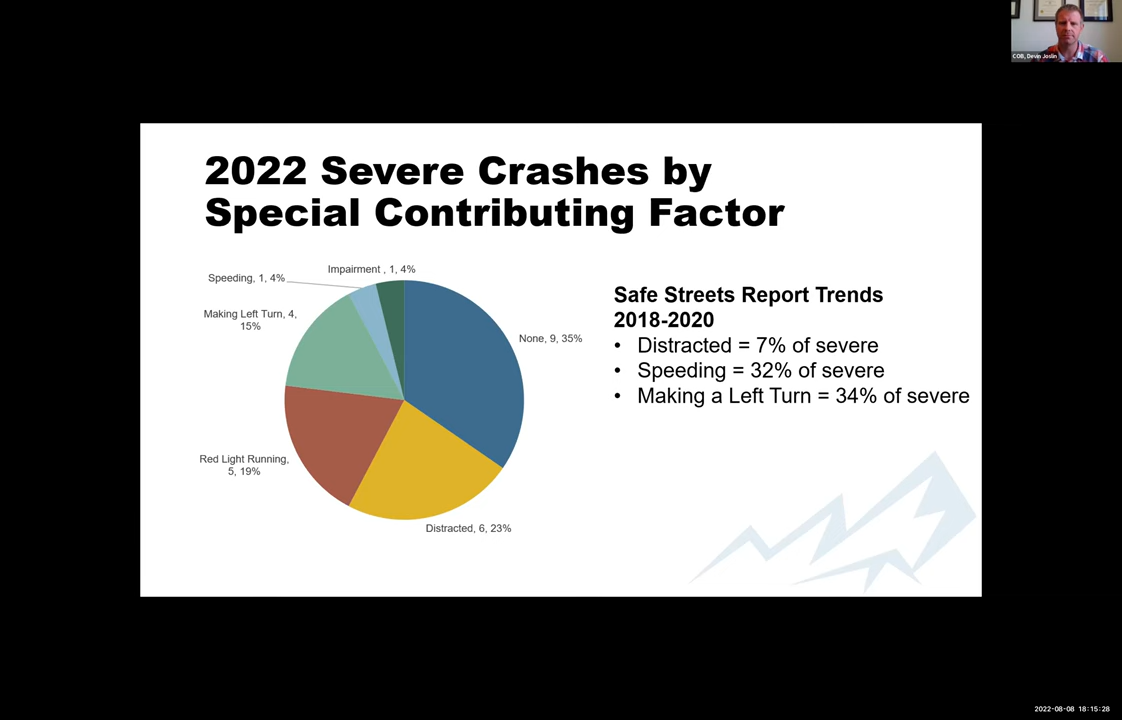 COB, Devin Joslin
2022 Severe Crashes by
Special Contributing Factor
Impairment , 1, 4%
Speeding, 1, 4%
Making Left Turn, 4,
15%
None, 9, 35%
Red Light Running,
5, 19%
Distracted, 6, 23%
Safe Streets Report Trends
2018-2020
• Distracted = 7% of severe
• Speeding = 32% of severe
• Making a Left Turn = 34% of severe
2022-08-08 18:15:28